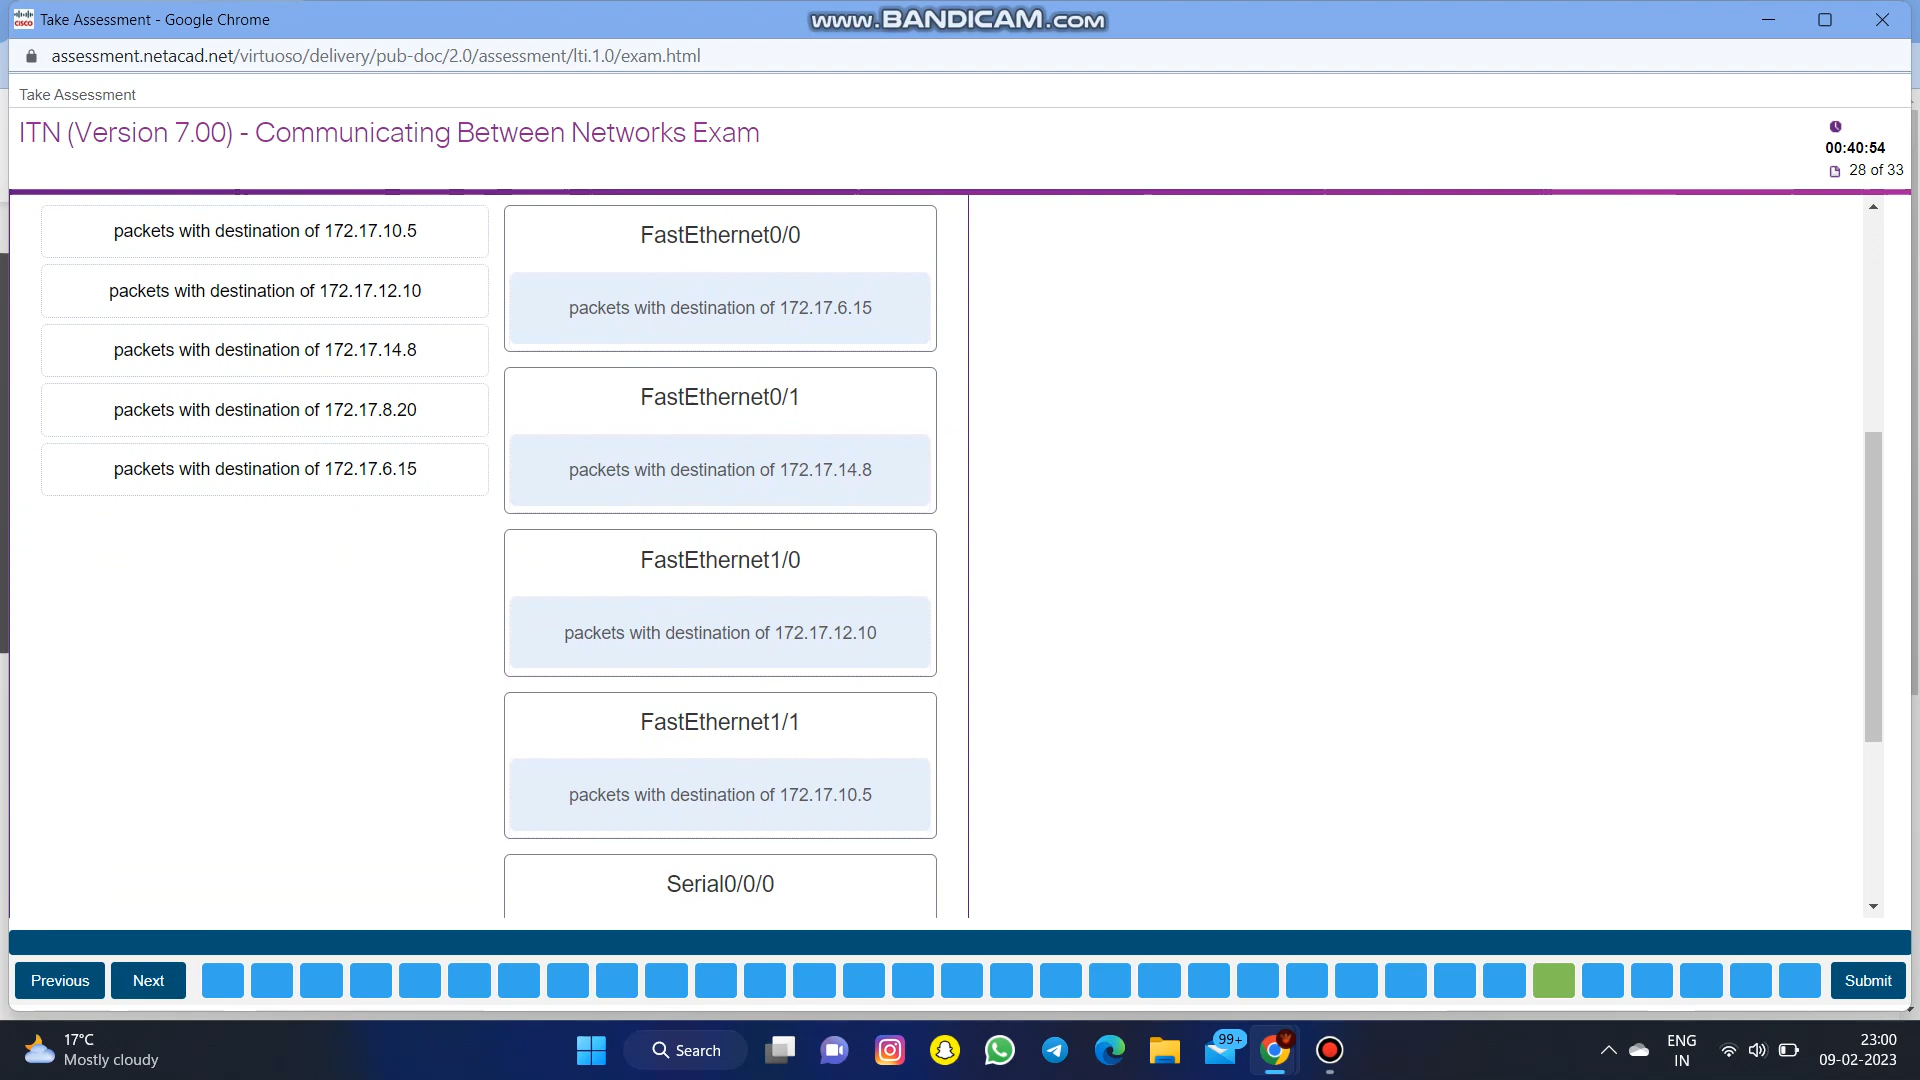 Take Assessment - Google Chrome
www.BANDICAM.com
assessment.netacad.net/virtuoso/delivery/pub-doc/2.0/assessment/lti.1.0/exam.html
Take Assessment
ITN (Version 7.00) - Communicating Between Networks Exam
00:40:54
28 of 33
packets with destination of 172.17.10.5
packets with destination of 172.17.12.10
packets with destination of 172.17.14.8
packets with destination of 172.17.8.20
packets with destination of 172.17.6.15
FastEthernet0/0
packets with destination of 172.17.6.15
FastEthernet0/1
packets with destination of 172.17.14.8
FastEthernet1/0
packets with destination of 172.17.12.10
FastEthernet1/1
packets with destination of 172.17.10.5
Serial0/0/0
Previous
Next
Submit
17°C
Mostly cloudy
Search
99+
ENG
IN
23:00
09-02-2023